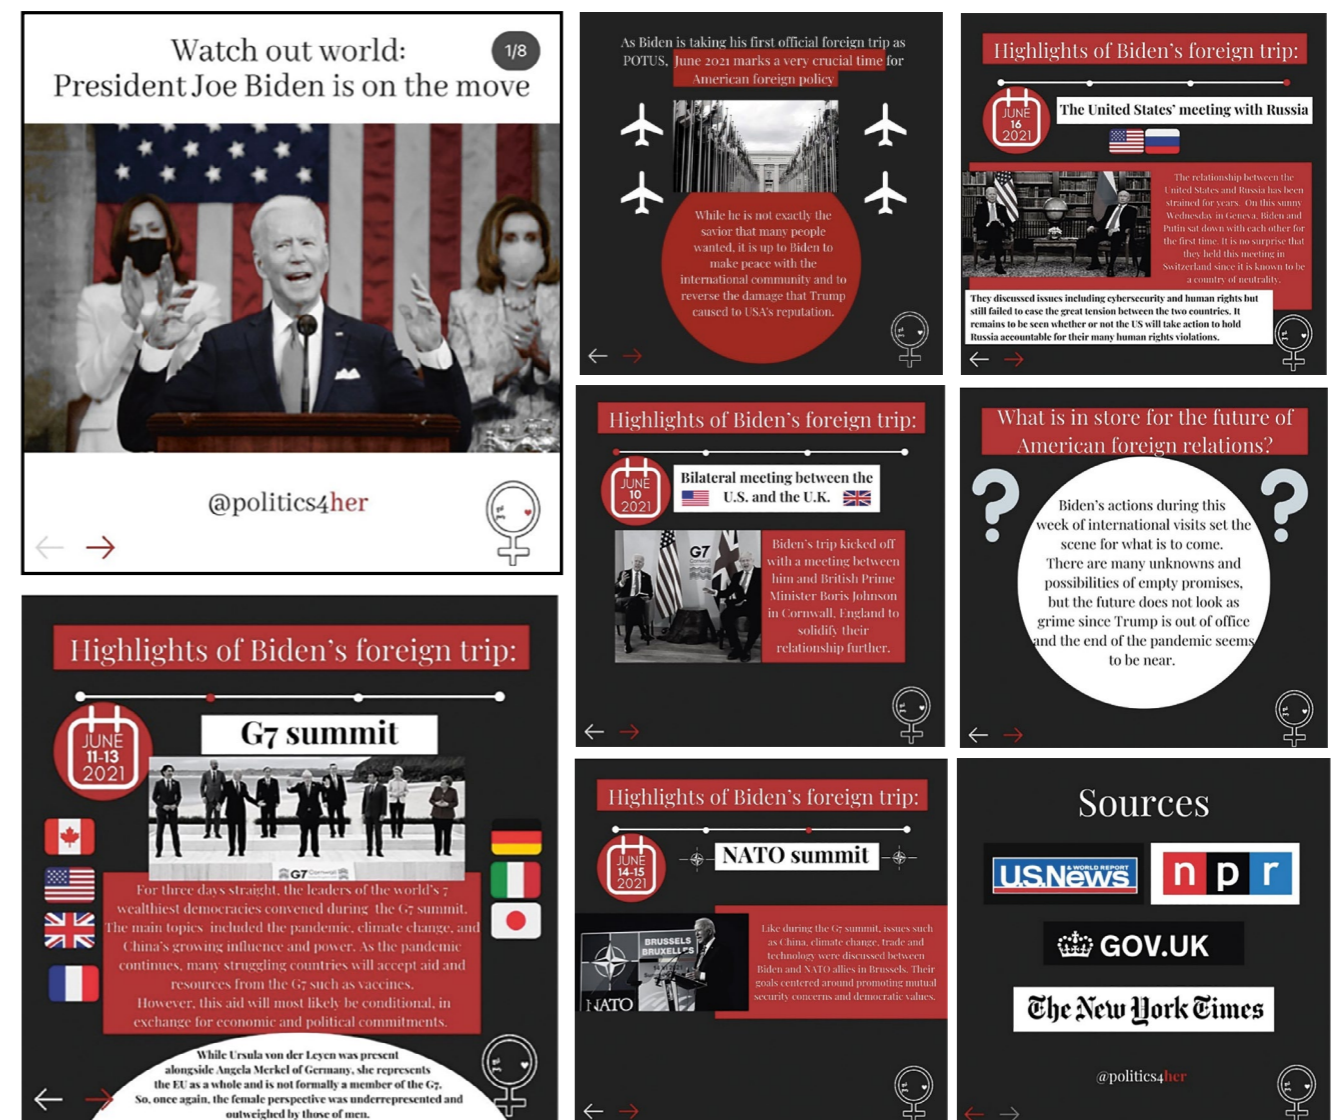 Watch out world:
President Joe Biden is on the move
1/8
@politics4her
As Biden is taking his first official foreign trip as
POTUS, June 2021 marks a very crucial time for
American foreign policy
While he is not exactly the
savior that many people
wanted, it is up to Biden to
make peace with the
international community and to
reverse the damage that Trump
caused to USA's reputation.
Highlights of Biden's foreign trip:
JUNE
16
2021
The United States' meeting with Russia
The relationship between the
United States and Russia has been
strained for years. On this sunny
Wednesday in Geneva, Biden and
Putin sat down with each other for
the first time. It is no surprise that
they held this meeting in
Switzerland since it is known to be
a country of neutrality.
They discussed issues including cybersecurity and human rights but
still failed to ease the great tension between the two countries. It
remains to be seen whether or not the US will take action to hold
Russia accountable for their many human rights violations.
Highlights of Biden's foreign trip:
JUNE
10
2021
Bilateral meeting between the
U.S. and the U.K.
G7
Biden's trip kicked off
with a meeting between
him and British Prime
Minister Boris Johnson
in Cornwall, England to
solidify their
relationship further.
What is in store for the future of
American foreign relations?
? ?
Biden's actions during this
week of international visits set the
scene for what is to come.
There are many unknowns and
possibilities of empty promises,
but the future does not look as
grime since Trump is out of office
and the end of the pandemic seems
to be near.
Highlights of Biden's foreign trip:
JUNE
11-13
2021
G7 summit
G7 Cornwall
For three days straight, the leaders of the world's 7
wealthiest democracies convened during the G7 summit.
The main topics included the pandemic, climate change, and
China's growing influence and power. As the pandemic
continues, many struggling countries will accept aid and
resources from the G7 such as vaccines.
However, this aid will most likely be conditional, in
exchange for economic and political commitments.
While Ursula von der Leyen was present
alongside Angela Merkel of Germany, she represents
the EU as a whole and is not formally a member of the G7.
So, once again, the female perspective was underrepresented and
outweighed by those of men.
Highlights of Biden's foreign trip:
JUNE
14-15
2021
NATO summit
BRUSSELS
BRUXELLES
NATO
Like during the G7 summit, issues such
as China, climate change, trade and
technology were discussed between
Biden and NATO allies in Brussels. Their
goals centered around promoting mutual
security concerns and democratic values.
Sources
U.S.News
& WORLD REPORT
npr
GOV.UK
The New York Times
@politics4her